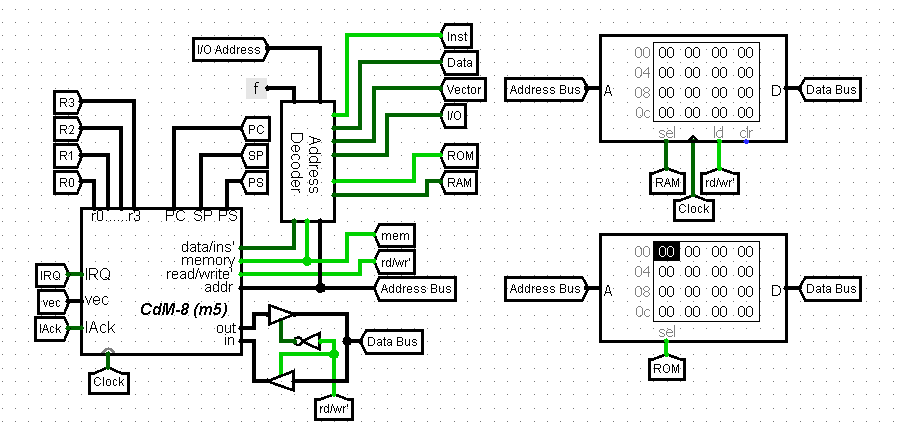 I/O Address
Inst
Data
Vector
I/O
ROM
RAM
f
Address
Decoder
R3
R2
R1
R0
PC
SP
PS
r0......r3 PC SP PS
data/ins'
memory
read/write'
addr
mem
rd/wr'
Address Bus
IRQ
IRQ
vec
vec
IAck
IAck
CdM-8 (m5)
out
in
Data Bus
Clock
rd/wr'
Address Bus
A
00 00 00 00 00
04 00 00 00 00
08 00 00 00 00
0c 00 00 00 00
D
Data Bus
sel ld clr
RAM
rd/wr'
Clock
Address Bus
A
00 00 00 00 00
04 00 00 00 00
08 00 00 00 00
0c 00 00 00 00
D
Data Bus
sel
ROM